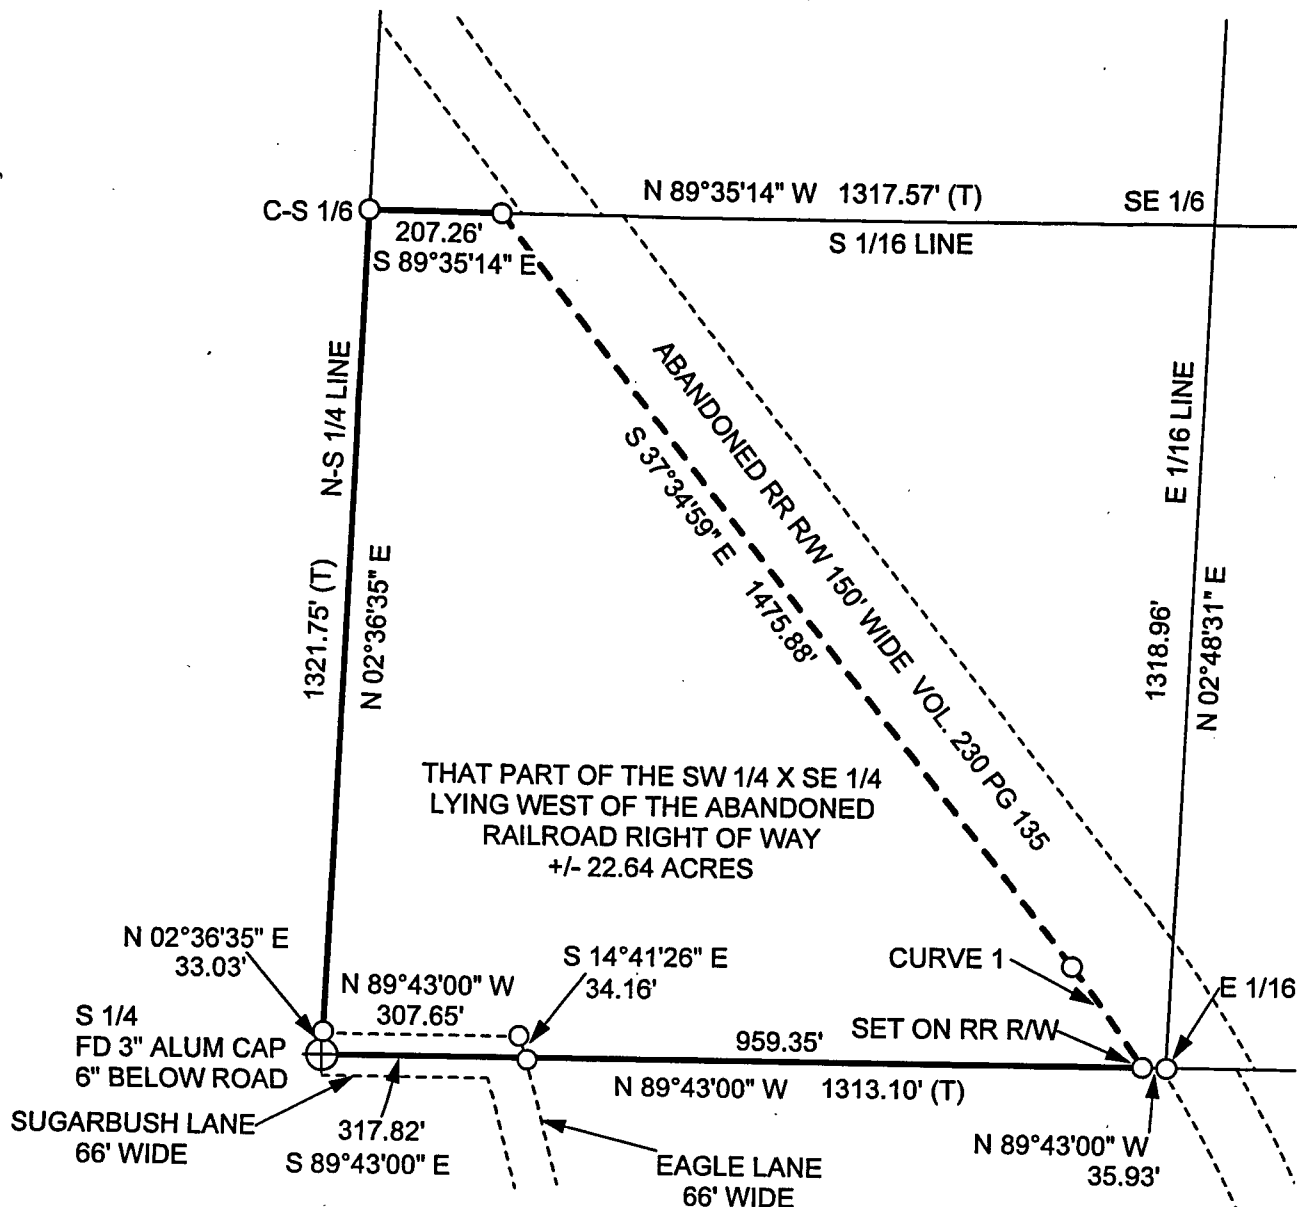 N 89°35'14" W 1317.57' (T)
SE 1/6
C-S 1/6
207.26'
S 89°35'14" E
S 1/16 LINE
N-S 1/4 LINE
1321.75' (T)
N 02°36'35" E
ABANDONED RR R/W 150' WIDE VOL. 230 PG 135
S 37°34'59" E 1475.88'
E 1/16 LINE
1318.96'
N 02°48'31" E
THAT PART OF THE SW 1/4 X SE 1/4
LYING WEST OF THE ABANDONED
RAILROAD RIGHT OF WAY
+/- 22.64 ACRES
N 02°36'35" E
33.03'
N 89°43'00" W
307.65'
S 14°41'26" E
34.16'
CURVE 1
E 1/16
S 1/4
FD 3" ALUM CAP
6" BELOW ROAD
SET ON RR R/W
959.35'
N 89°43'00" W 1313.10' (T)
SUGARBUSH LANE
66' WIDE
317.82'
S 89°43'00" E
EAGLE LANE
66' WIDE
N 89°43'00" W
35.93'